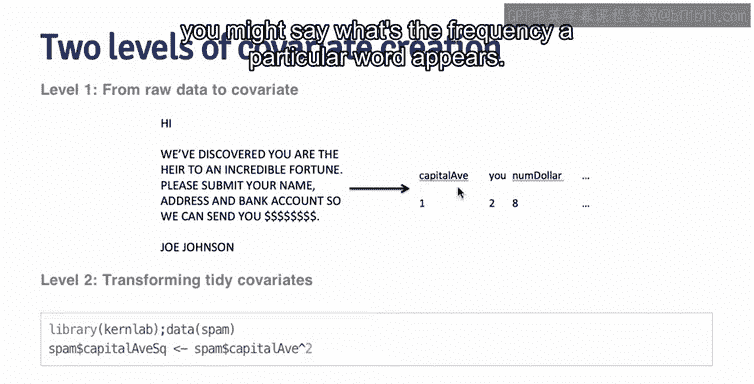 you might say what's the frequency a
particular word appears.
Two levels of covariate creation
Level 1: From raw data to covariate
HI
WE'VE DISCOVERED YOU ARE THE
HEIR TO AN INCREDIBLE FORTUNE.
PLEASE SUBMIT YOUR NAME,
ADDRESS AND BANK ACCOUNT SO
WE CAN SEND YOU $$$$$$$$.
JOE JOHNSON
capitalAve you numDollar ...
1 2 8 ...
Level 2: Transforming tidy covariates
library(kernlab);data(spam)
spam$capitalAveSq <- spam$capitalAve^2